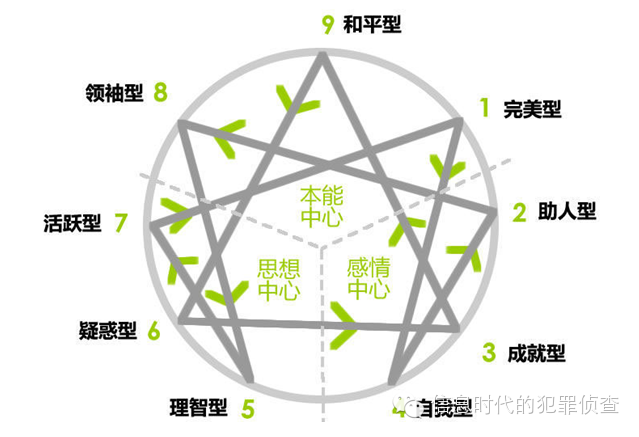 9 和平型
领袖型 8
1 完美型
本能
中心
活跃型 7
2 助人型
思想
中心
感情
中心
疑惑型 6
3 成就型
理智型 5
4 自我型
信息时代的犯罪侦查